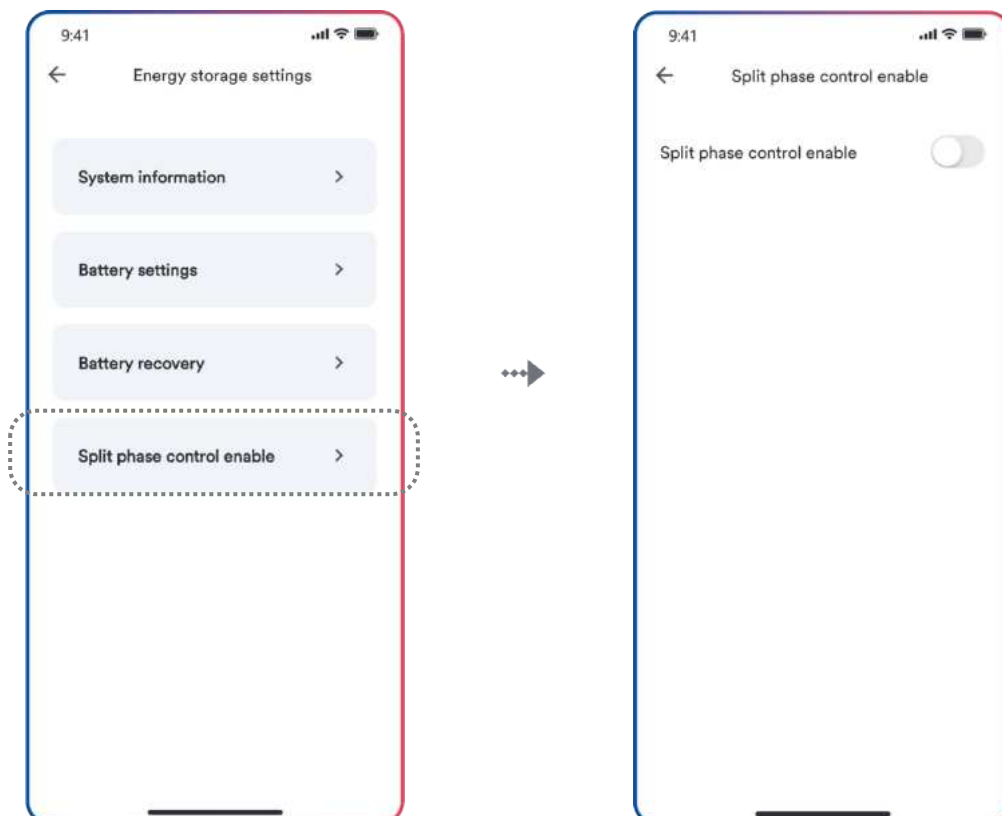 9:41
Energy storage settings
System information
Battery settings
Battery recovery
Split phase control enable
9:41
Split phase control enable
Split phase control enable